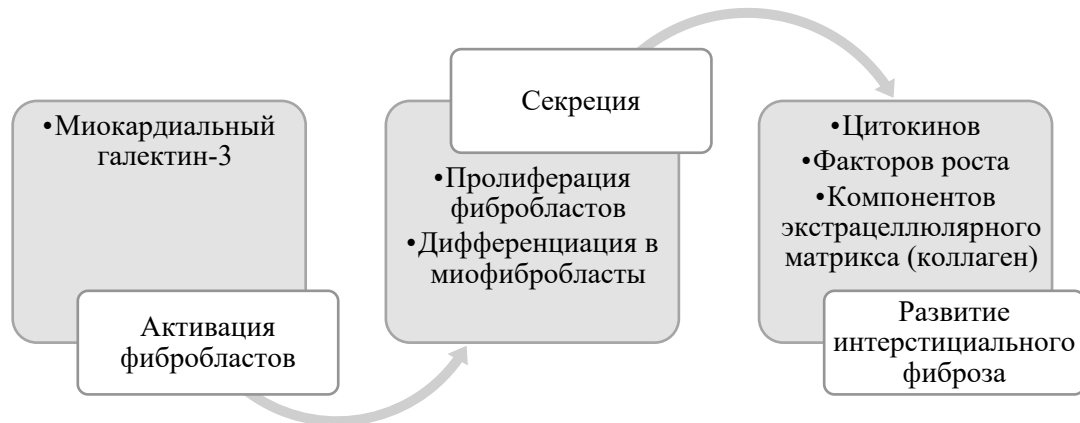 •Миокардиальный
галектин-3
Активация
фибробластов
Секреция
•Пролиферация
фибробластов
•Дифференциация в
миофибробласты
•Цитокинов
•Факторов роста
•Компонентов
экстрацеллюлярного
матрикса (коллаген)
Развитие
интерстициального
фиброза